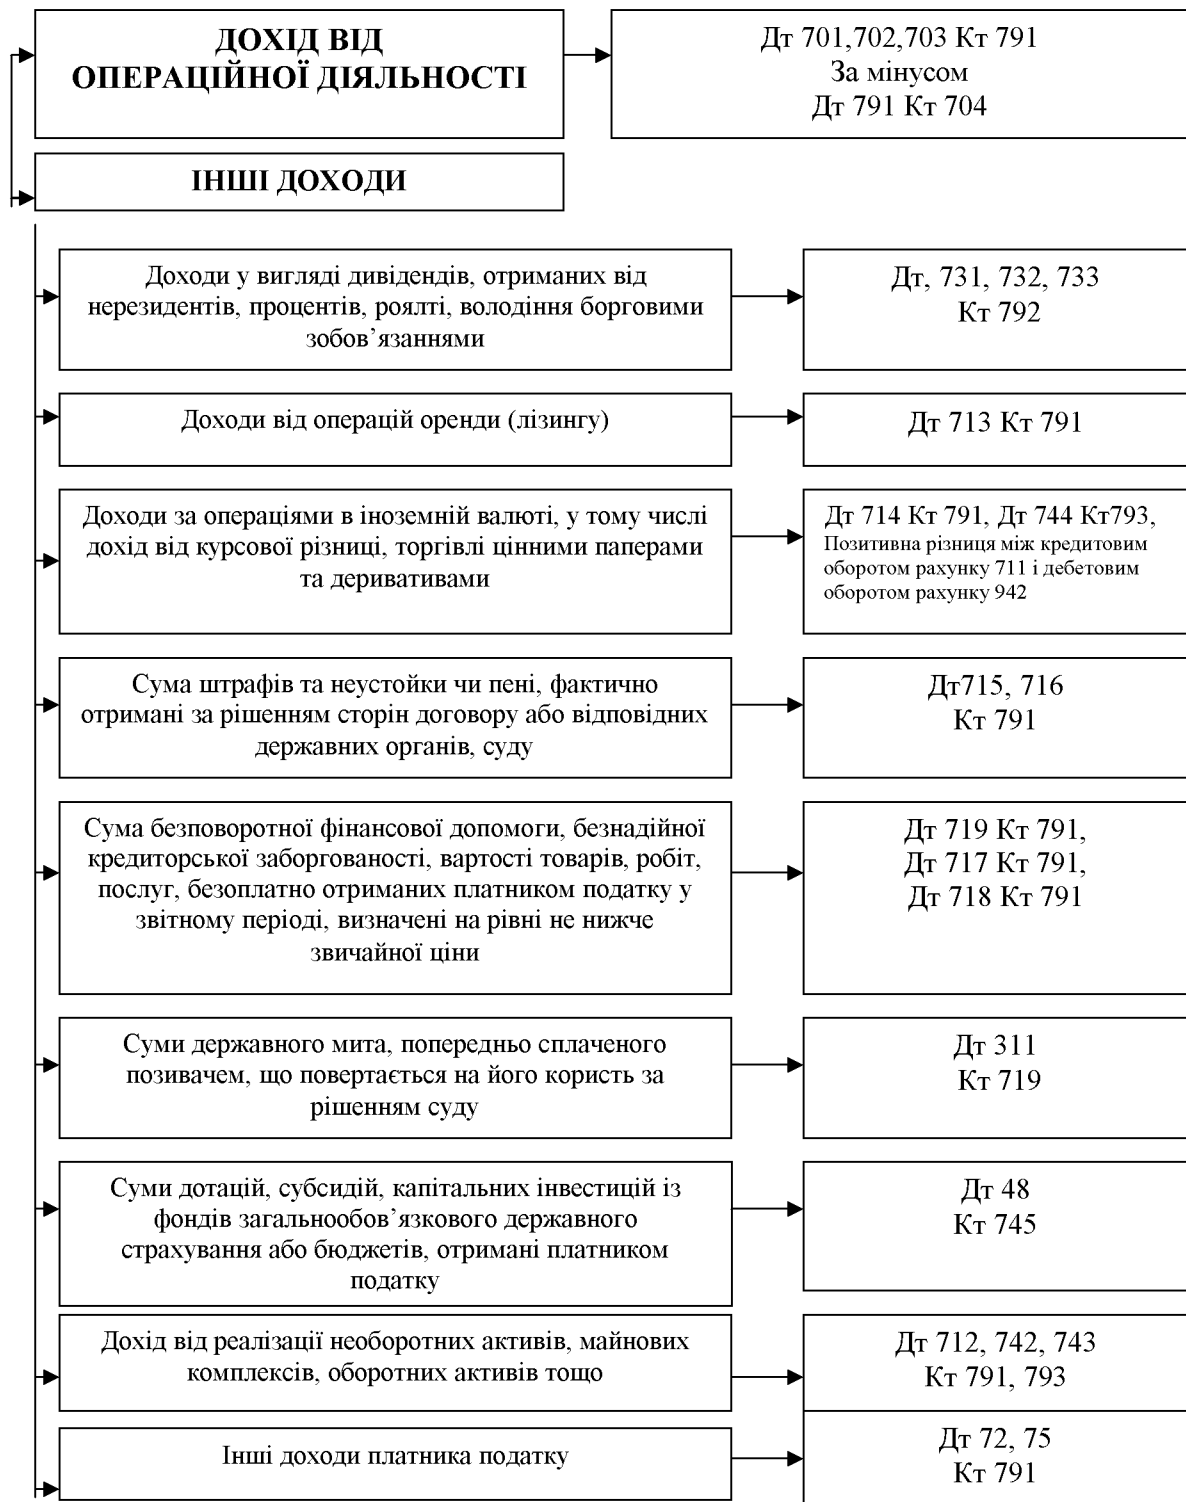 ДОХІД ВІД
ОПЕРАЦІЙНОЇ ДІЯЛЬНОСТІ
Дт 701,702,703 Кт 791
За мінусом
Дт 791 Кт 704
ІНШІ ДОХОДИ
Доходи у вигляді дивідендів, отриманих від
нерезидентів, процентів, роялті, володіння борговими
зобов’язаннями
Дт, 731, 732, 733
Кт 792
Доходи від операцій оренди (лізингу)
Дт 713 Кт 791
Доходи за операціями в іноземній валюті, у тому числі
дохід від курсової різниці, торгівлі цінними паперами
та деривативами
Дт 714 Кт 791, Дт 744 Кт793,
Позитивна різниця між кредитовим
оборотом рахунку 711 і дебетовим
оборотом рахунку 942
Сума штрафів та неустойки чи пені, фактично
отримані за рішенням сторін договору або відповідних
державних органів, суду
Дт715, 716
Кт 791
Сума безповоротної фінансової допомоги, безнадійної
кредиторської заборгованості, вартості товарів, робіт,
послуг, безоплатно отриманих платником податку у
звітному періоді, визначені на рівні не нижче
звичайної ціни
Дт 719 Кт 791,
Дт 717 Кт 791,
Дт 718 Кт 791
Суми державного мита, попередньо сплаченого
позивачем, що повертається на його користь за
рішенням суду
Дт 311
Кт 719
Суми дотацій, субсидій, капітальних інвестицій із
фондів загальнообов’язкового державного
страхування або бюджетів, отримані платником
податку
Дт 48
Кт 745
Дохід від реалізації необоротних активів, майнових
комплексів, оборотних активів тощо
Дт 712, 742, 743
Кт 791, 793
Інші доходи платника податку
Дт 72, 75
Кт 791